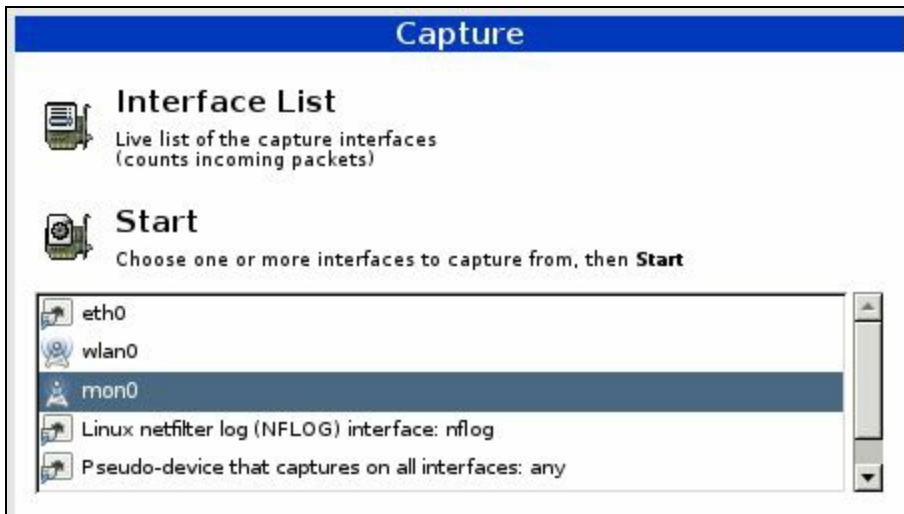 Capture
Interface List
Live list of the capture interfaces
(counts incoming packets)
Start
Choose one or more interfaces to capture from, then Start
eth0
wlan0
mon0
Linux netfilter log (NFLOG) interface: nflog
Pseudo-device that captures on all interfaces: any